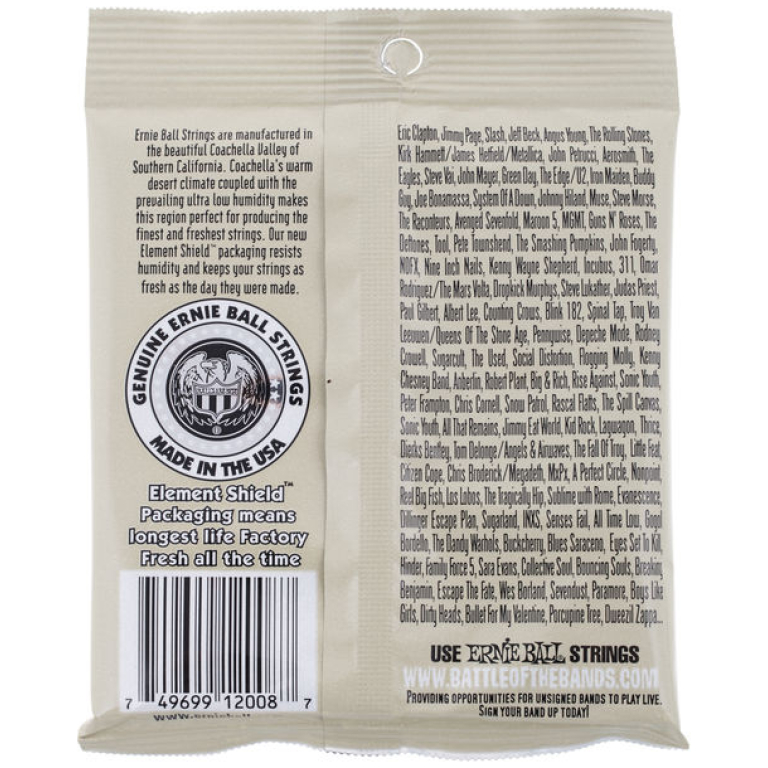 Ernie Ball Strings are manufactured in
the beautiful Coachella Valley of
Southern California. Coachella's warm
desert climate coupled with the
prevailing ultra low humidity makes
this region perfect for producing the
finest and freshest strings. Our new
Element Shield™ packaging resists
humidity and keeps your strings as
fresh as the day they were made.
GENUINE ERNIE BALL STRINGS
MADE IN THE USA
Element Shield™
Packaging means
longest life Factory
Fresh all the time
7 49699 12008 7
Eric Clapton, Jimmy Page, Slash, Jeff Beck, Angus Young, The Rolling Stones,
Kirk Hammett/James Hetfield/Metallica, John Petrucci, Aerosmith, The
Eagles, Steve Vai, John Mayer, Green Day, The Edge/U2, Iron Maiden, Buddy
Guy, Joe Bonamassa, System Of A Down, Johnny Hiland, Muse, Steve Morse,
The Raconteurs, Avenged Sevenfold, Maroon 5, MGMT, Guns N' Roses, The
Deftones, Tool, Pete Townshend, The Smashing Pumpkins, John Fogerty,
NOFX, Nine Inch Nails, Kenny Wayne Shepherd, Incubus, 311, Omar
Rodriguez/The Mars Volta, Dropkick Murphys, Steve Lukather, Judas Priest,
Paul Gilbert, Albert Lee, Counting Crows, Blink 182, Spinal Tap, Troy Van
Leeuwen/Queens Of The Stone Age, Pennywise, Depeche Mode, Rodney
Crowell, Sugarcult, The Used, Social Distortion, Flogging Molly, Kenny
Chesney Band, Anberlin, Robert Plant, Big & Rich, Rise Against, Sonic Youth,
Peter Frampton, Chris Cornell, Snow Patrol, Rascal Flatts, The Spill Canvas,
Sonic Youth, All That Remains, Jimmy Eat World, Kid Rock, Lagwagon, Thrice,
Dierks Bentley, Tom Delonge/Angels & Airwaves, The Fall Of Troy, Little Feat,
Citizen Cope, Chris Broderick/Megadeth, MxPx, A Perfect Circle, Nonpoint,
Reel Big Fish, Los Lobos, The Tragically Hip, Sublime with Rome, Evanescence,
Dillinger Escape Plan, Sugarland, INXS, Senses Fail, All Time Low, Gogol
Bordello, The Dandy Warhols, Buckcherry, Blues Saraceno, Eyes Set To Kill,
Hinder, Family Force 5, Sara Evans, Collective Soul, Bouncing Souls, Breaking
Benjamin, Escape The Fate, Wes Borland, Sevendust, Paramore, Boys Like
Girls, Dirty Heads, Bullet For My Valentine, Porcupine Tree, Dweezil Zappa...
USE ERNIE BALL STRINGS
WWW.BATTLEOFTHEBANDS.COM
PROVIDING OPPORTUNITIES FOR UNSIGNED BANDS TO PLAY LIVE.
SIGN YOUR BAND UP TODAY!